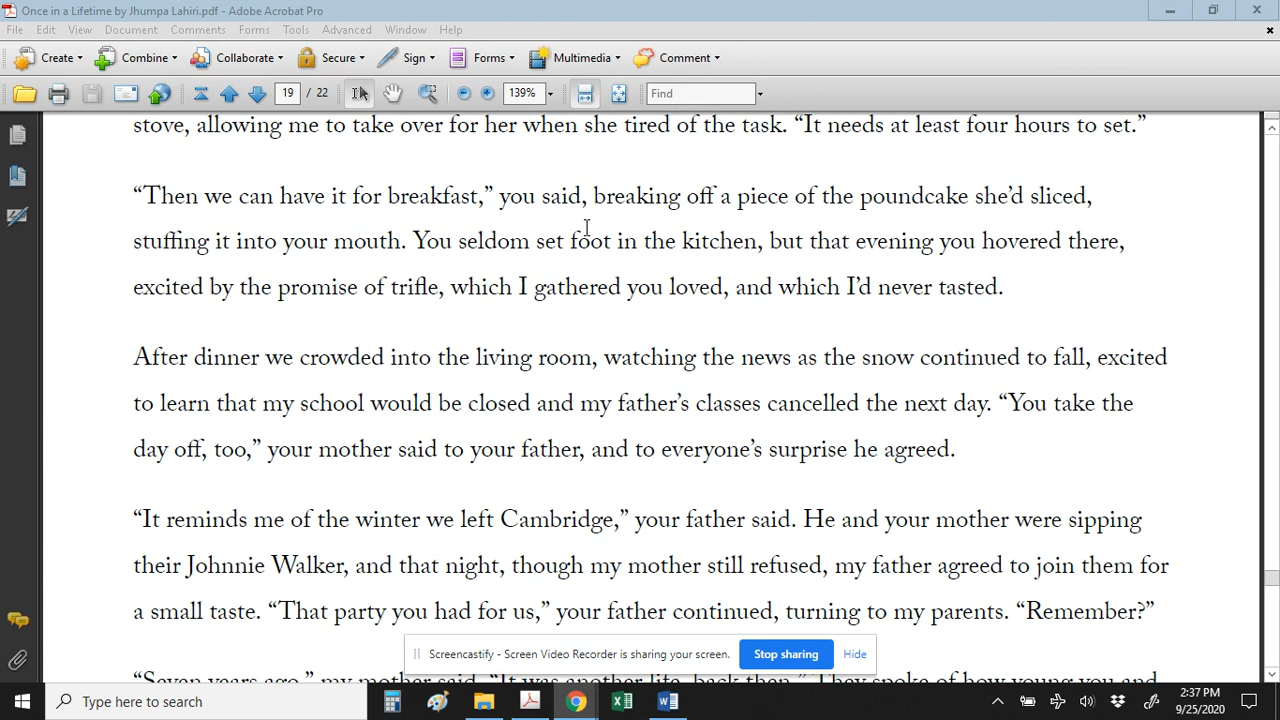 Once in a Lifetime by Jhumpa Lahiri.pdf - Adobe Acrobat Pro
File Edit View Document Comments Forms Tools Advanced Window Help
Create Combine Collaborate Secure Sign Forms Multimedia Comment
19 / 22 139% Find
stove, allowing me to take over for her when she tired of the task. “It needs at least four hours to set.”
“Then we can have it for breakfast,” you said, breaking off a piece of the poundcake she’d sliced,
stuffing it into your mouth. You seldom set foot in the kitchen, but that evening you hovered there,
excited by the promise of trifle, which I gathered you loved, and which I’d never tasted.
After dinner we crowded into the living room, watching the news as the snow continued to fall, excited
to learn that my school would be closed and my father’s classes cancelled the next day. “You take the
day off, too,” your mother said to your father, and to everyone’s surprise he agreed.
“It reminds me of the winter we left Cambridge,” your father said. He and your mother were sipping
their Johnnie Walker, and that night, though my mother still refused, my father agreed to join them for
a small taste. “That party you had for us,” your father continued, turning to my parents. “Remember?”
Screencastify - Screen Video Recorder is sharing your screen. Stop sharing Hide
“Seven years ago,” my mother said. “It was another life, back then.” They spoke of how young you and
Type here to search
2:37 PM
9/25/2020